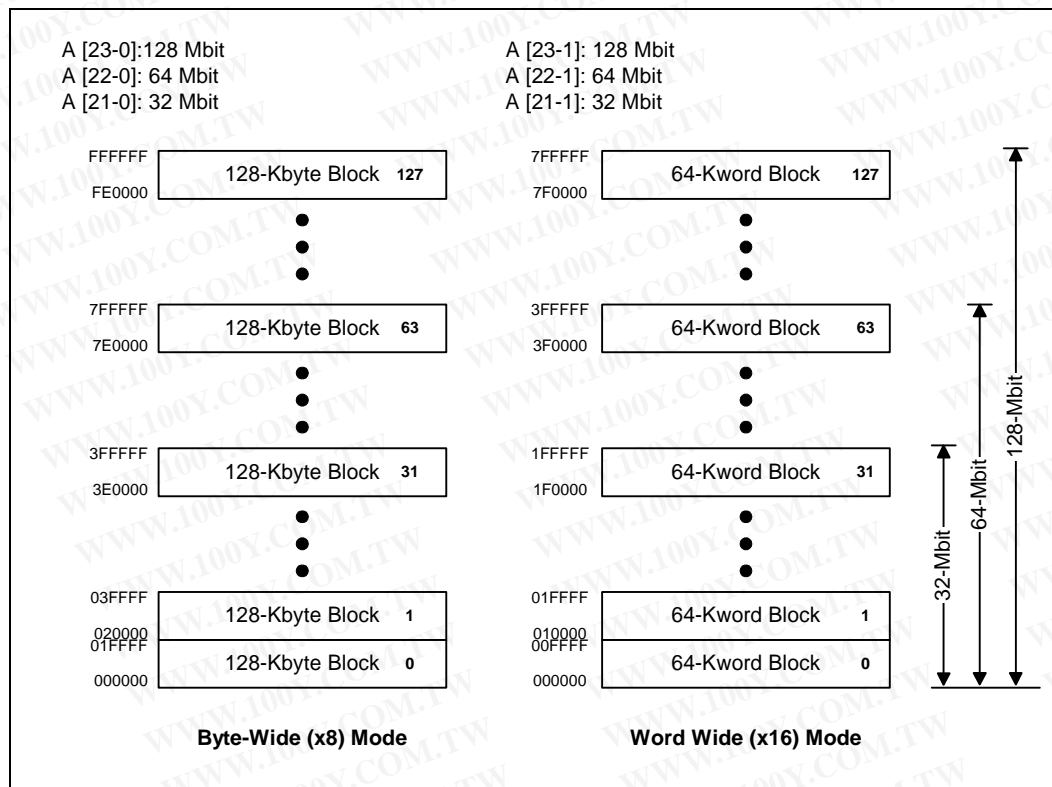 A [23-0]:128 Mbit
A [22-0]: 64 Mbit
A [21-0]: 32 Mbit
A [23-1]: 128 Mbit
A [22-1]: 64 Mbit
A [21-1]: 32 Mbit
FFFFFF
128-Kbyte Block 127
FE0000
7FFFFF
128-Kbyte Block 63
7E0000
3FFFFF
128-Kbyte Block 31
3E0000
03FFFF
128-Kbyte Block 1
020000
01FFFF
128-Kbyte Block 0
000000
Byte-Wide (x8) Mode
7FFFFF
64-Kword Block 127
7F0000
3FFFFF
64-Kword Block 63
3F0000
1FFFFF
64-Kword Block 31
1F0000
01FFFF
64-Kword Block 1
010000
00FFFF
64-Kword Block 0
000000
Word Wide (x16) Mode
32-Mbit
64-Mbit
128-Mbit
WWW.100Y.COM.TW